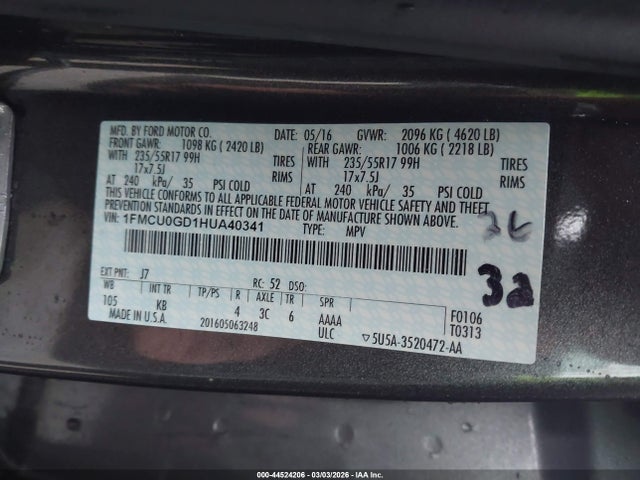 MFD. BY FORD MOTOR CO. 05/16 GVWR: 2096 KG ( 4620 LB)
FRONT GAWR: 1098 KG ( 2420 LB) REAR GAWR: 1006 KG ( 2218 LB)
WITH 235/55R17 99H TIRES WITH 235/55R17 99H TIRES
17x7.5J RIMS 17x7.5J RIMS
AT 240 kPa/ 35 PSI COLD AT 240 kPa/ 35 PSI COLD
THIS VEHICLE CONFORMS TO ALL APPLICABLE FEDERAL MOTOR VEHICLE SAFETY AND THEFT
PREVENTION STANDARDS IN EFFECT ON THE DATE OF MANUFACTURE SHOWN ABOVE.
VIN: 1FMCU0GD1HUA40341 TYPE: MPV
32
EXT PNT: J7 RC: 52 DSO:
WB INT TR TP/PS R AXLE TR SPR
105 KB 4 3C 6 AAAA
F0106
T0313
MADE IN U.S.A. 201605063248 ULC 5U5A-3520472-AA
000-44524206 - 03/03/2026 - IAA Inc.